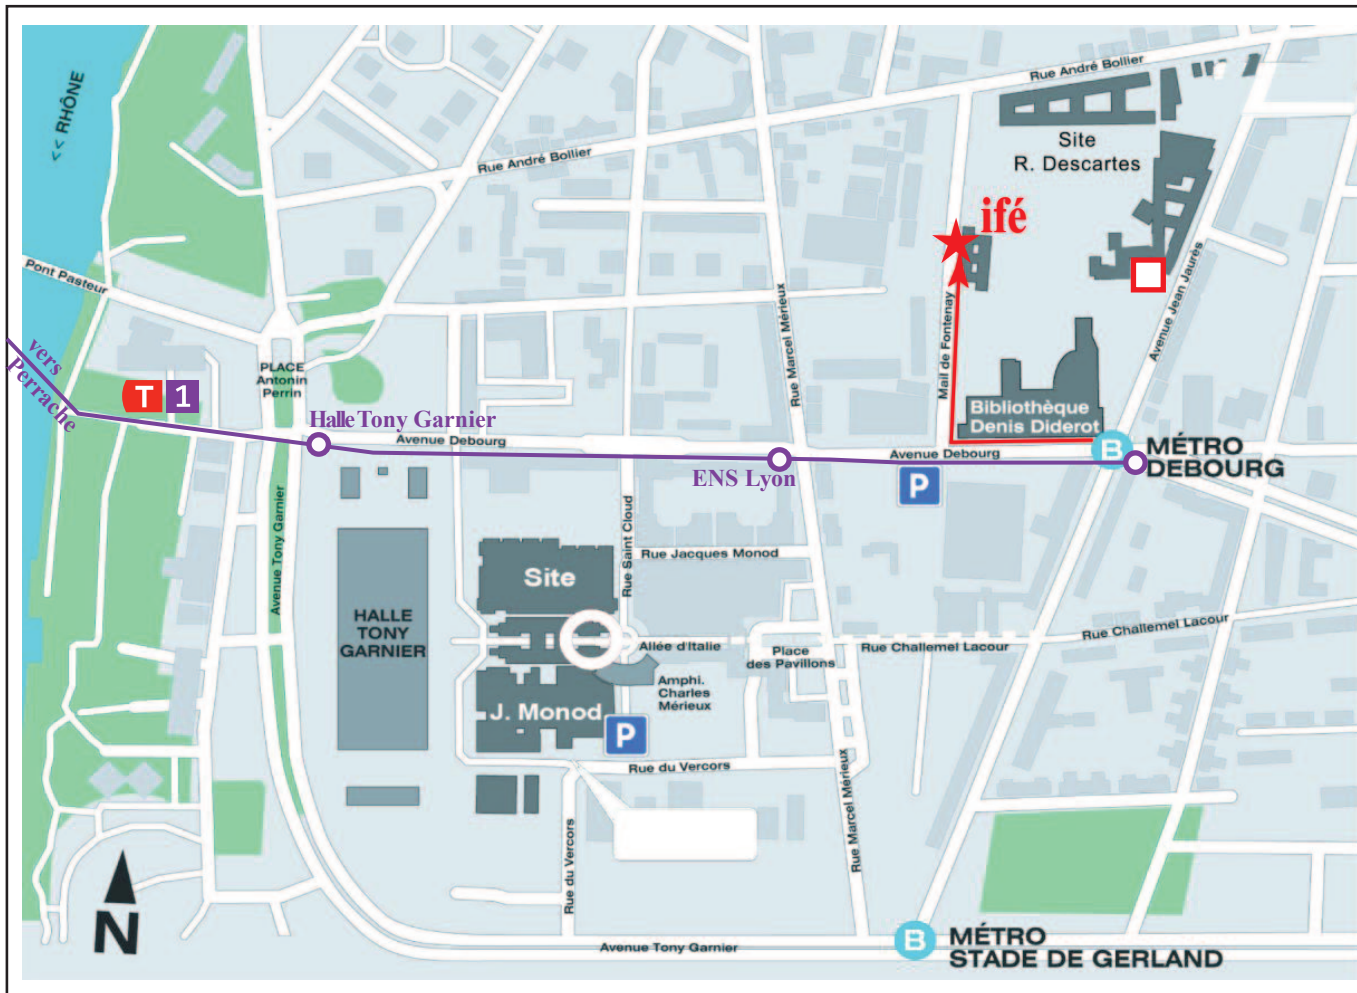 Rue André Bollier
<< RHÔNE
Site
R. Descartes
Rue André Bollier
ifé
Pont Pasteur
Avenue Jean Jaurès
Mail de Fontenay
Rue Marcel Mérieux
vers
Perrache
T 1
PLACE
Antonin
Perrin
Halle Tony Garnier
Avenue Debourg
Bibliothèque
Denis Diderot
Avenue Debourg
B
MÉTRO
DEBOURG
ENS Lyon
P
Avenue Tony Garnier
Rue Saint Cloud
Rue Jacques Monod
Site
HALLE
TONY
GARNIER
Allée d'Italie
Place
des Pavillons
Rue Challemel Lacour
Rue Challemel Lacour
Amphi.
Charles
Mérieux
J. Monod
P
Rue du Vercors
Rue Marcel Mérieux
Rue du Vercors
N
Avenue Tony Garnier
B
MÉTRO
STADE DE GERLAND